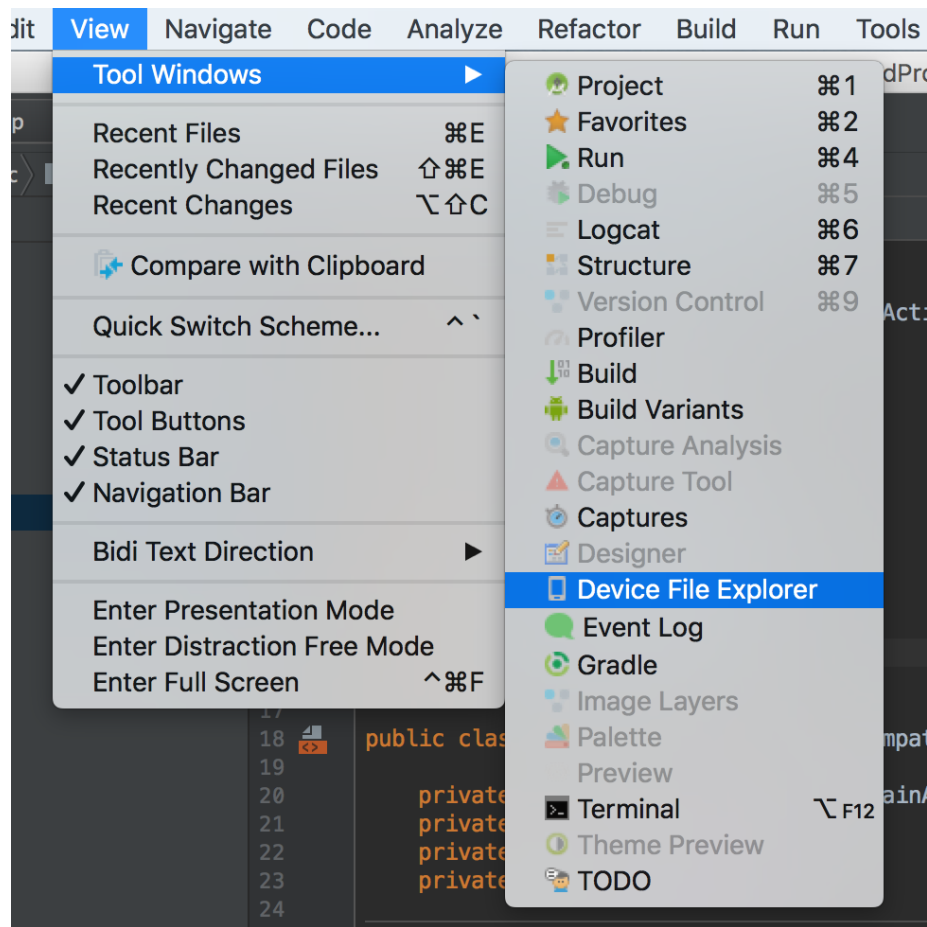 dit View Navigate Code Analyze Refactor Build Run Tools
Tool Windows ▶
Recent Files ⌘E
Recently Changed Files ⇧⌘E
Recent Changes ⌥⇧C
Compare with Clipboard
Quick Switch Scheme... ^`
✓ Toolbar
✓ Tool Buttons
✓ Status Bar
✓ Navigation Bar
Bidi Text Direction ▶
Enter Presentation Mode
Enter Distraction Free Mode
Enter Full Screen ^⌘F
Project ⌘1
Favorites ⌘2
Run ⌘4
Debug ⌘5
Logcat ⌘6
Structure ⌘7
Version Control ⌘9
Profiler
Build
Build Variants
Capture Analysis
Capture Tool
Captures
Designer
Device File Explorer
Event Log
Gradle
Image Layers
Palette
Preview
Terminal ⌥F12
Theme Preview
TODO
dPro
p
c
Acti
17
18 public clas mpat
19
20 private ainA
21 private
22 private
23 private
24